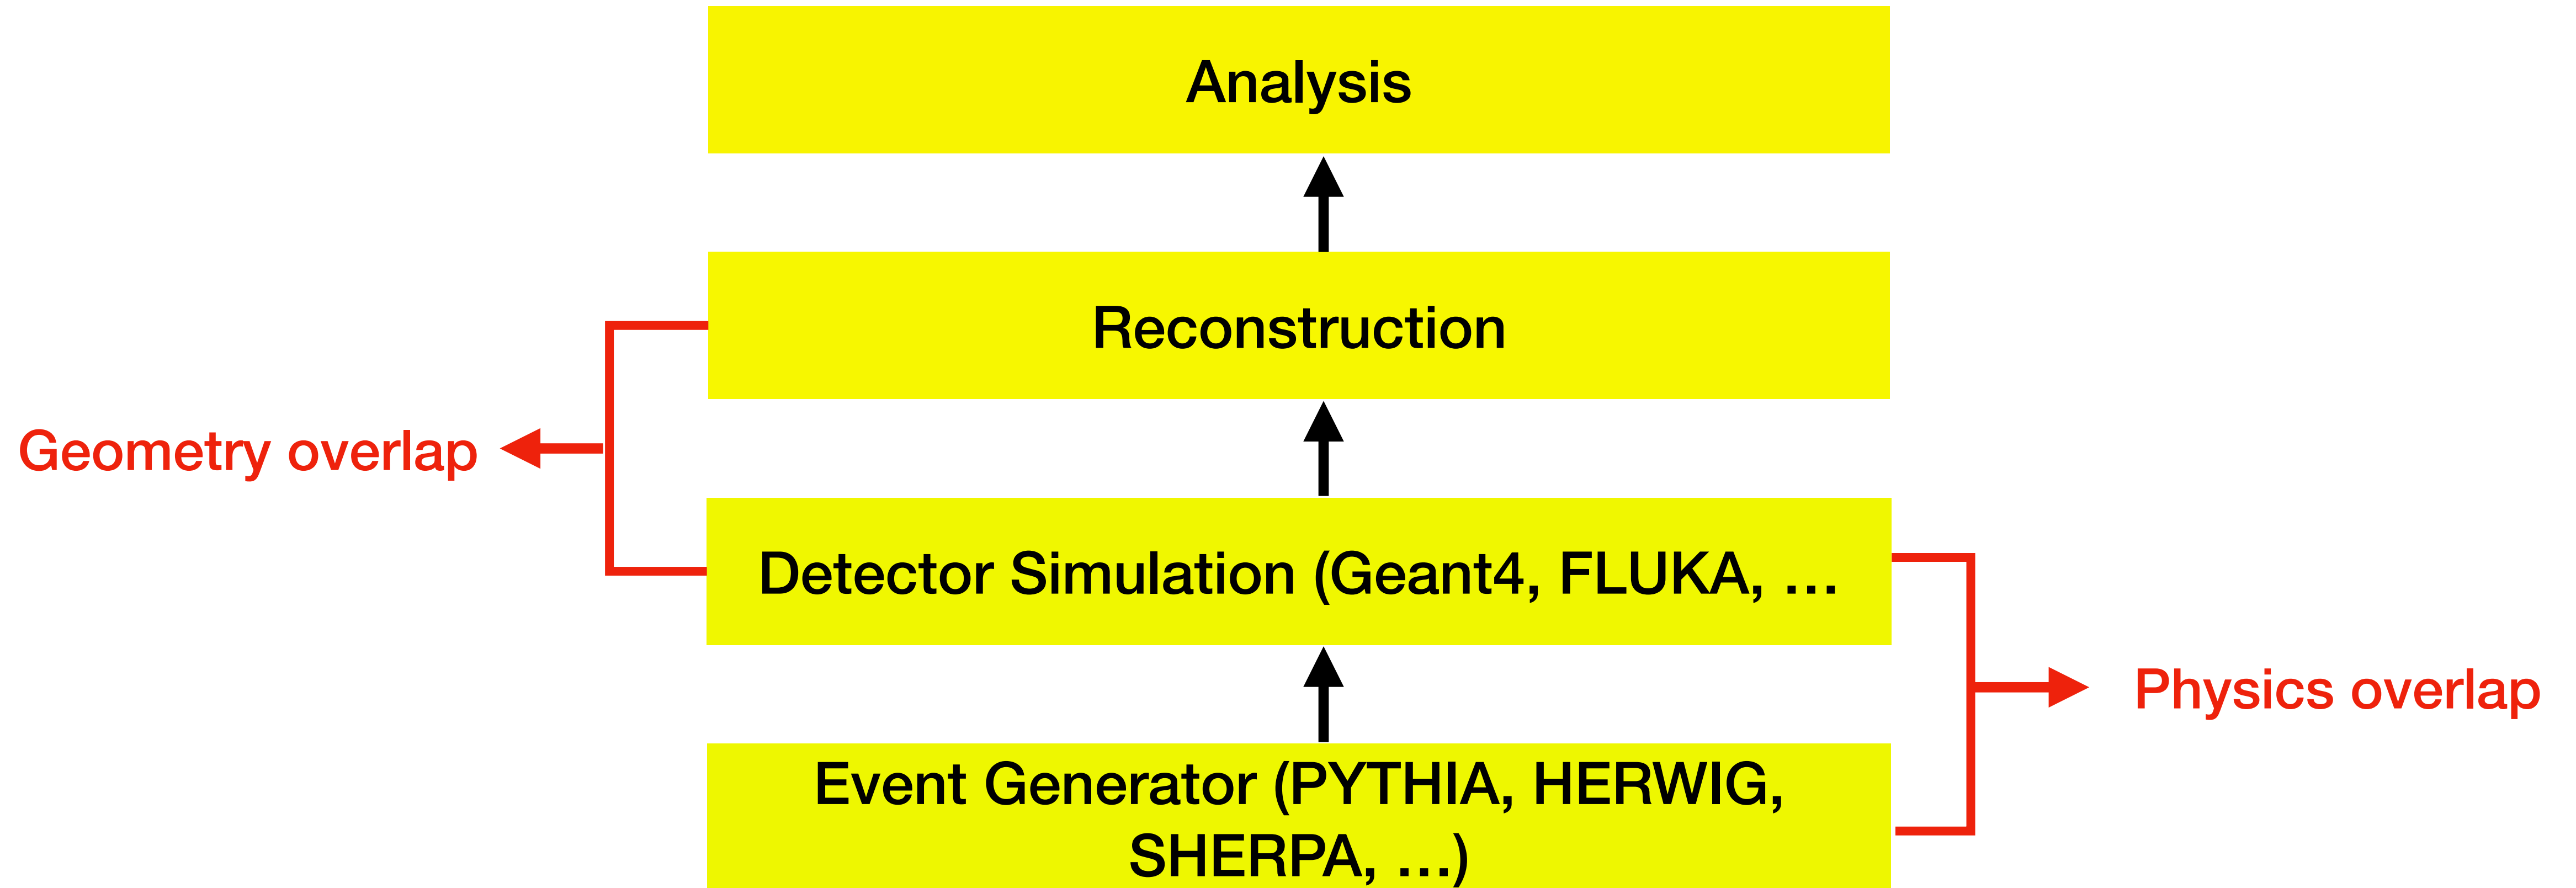 Analysis
Reconstruction
Geometry overlap
Detector Simulation (Geant4, FLUKA, …
Physics overlap
Event Generator (PYTHIA, HERWIG,
SHERPA, …)